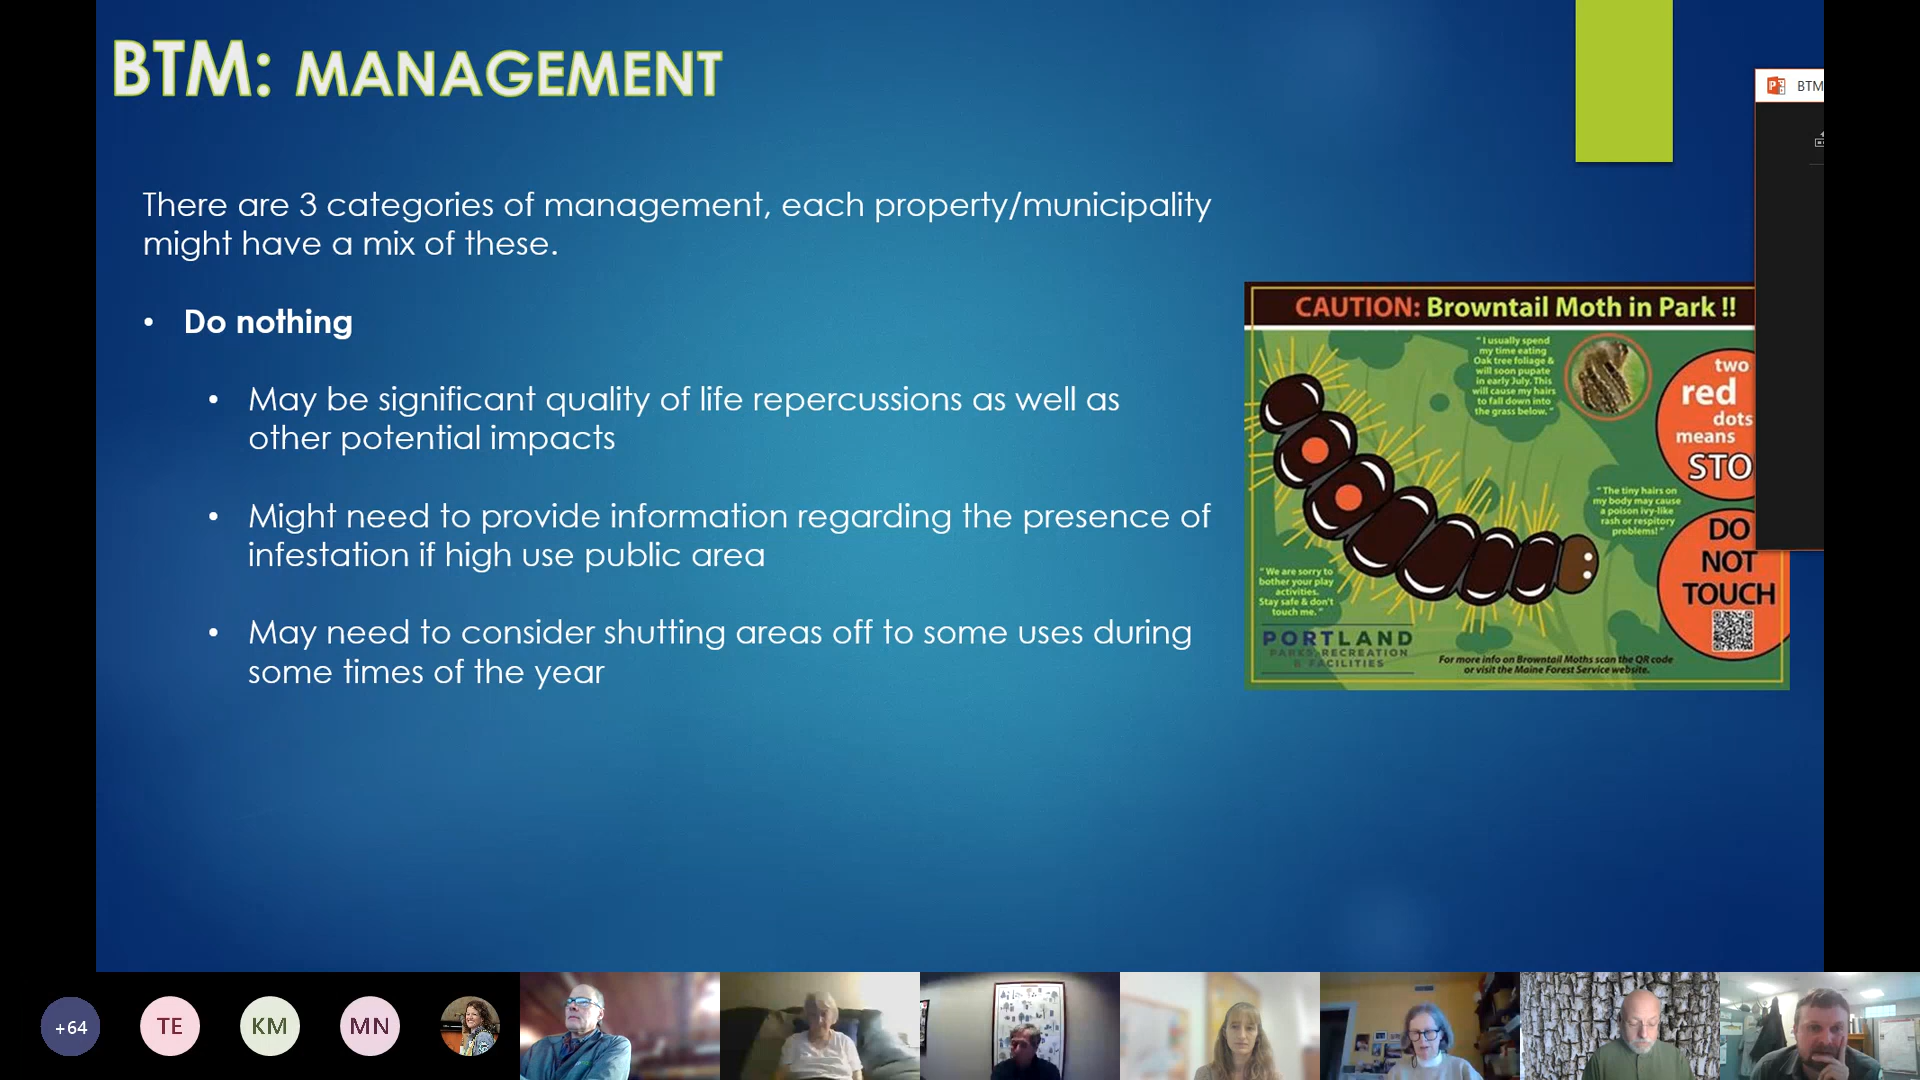 BTM: MANAGEMENT
BTM
There are 3 categories of management, each property/municipality
might have a mix of these.
• Do nothing
• May be significant quality of life repercussions as well as
other potential impacts
• Might need to provide information regarding the presence of
infestation if high use public area
• May need to consider shutting areas off to some uses during
some times of the year
CAUTION: Browntail Moth in Park !!
" I usually spend
my time eating
Oak tree foliage &
will soon pupate
in early July. This
will cause my hairs
to fall down into
the grass below. "
two
red
dots
means
STO
" The tiny hairs on
my body may cause
a poison ivy-like
rash or respitory
problems! "
DO
NOT
TOUCH
" We are sorry to
bother your play
activities.
Stay safe & don't
touch me. "
PORTLAND
PARKS, RECREATION
& FACILITIES
For more info on Browntail Moths scan the QR code
or visit the Maine Forest Service website.
+64
TE
KM
MN